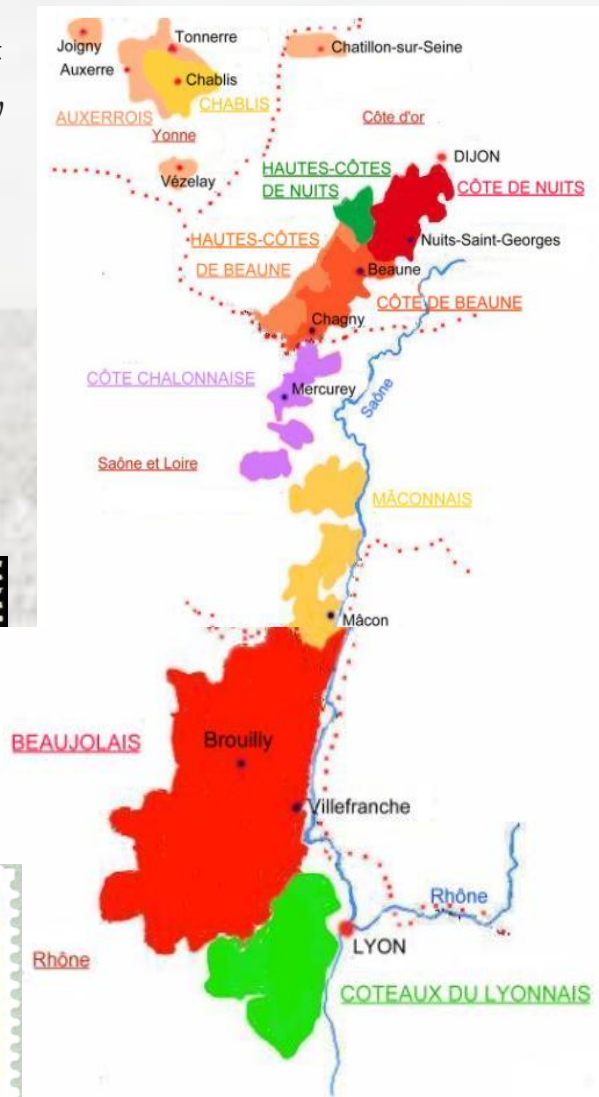 Joigny
Tonnerre
Chatillon-sur-Seine
Auxerre
Chablis
CHABLIS
AUXERROIS
Yonne
Côte d'or
Vézelay
DIJON
HAUTES-CÔTES
DE NUITS
CÔTE DE NUITS
HAUTES-CÔTES
DE BEAUNE
Nuits-Saint-Georges
Beaune
CÔTE DE BEAUNE
Chagny
CÔTE CHALONNAISE
Mercurey
Saône
Saône et Loire
MÂCONNAIS
Mâcon
BEAUJOLAIS
Brouilly
Villefranche
Rhône
LYON
Rhône
COTEAUX DU LYONNAIS